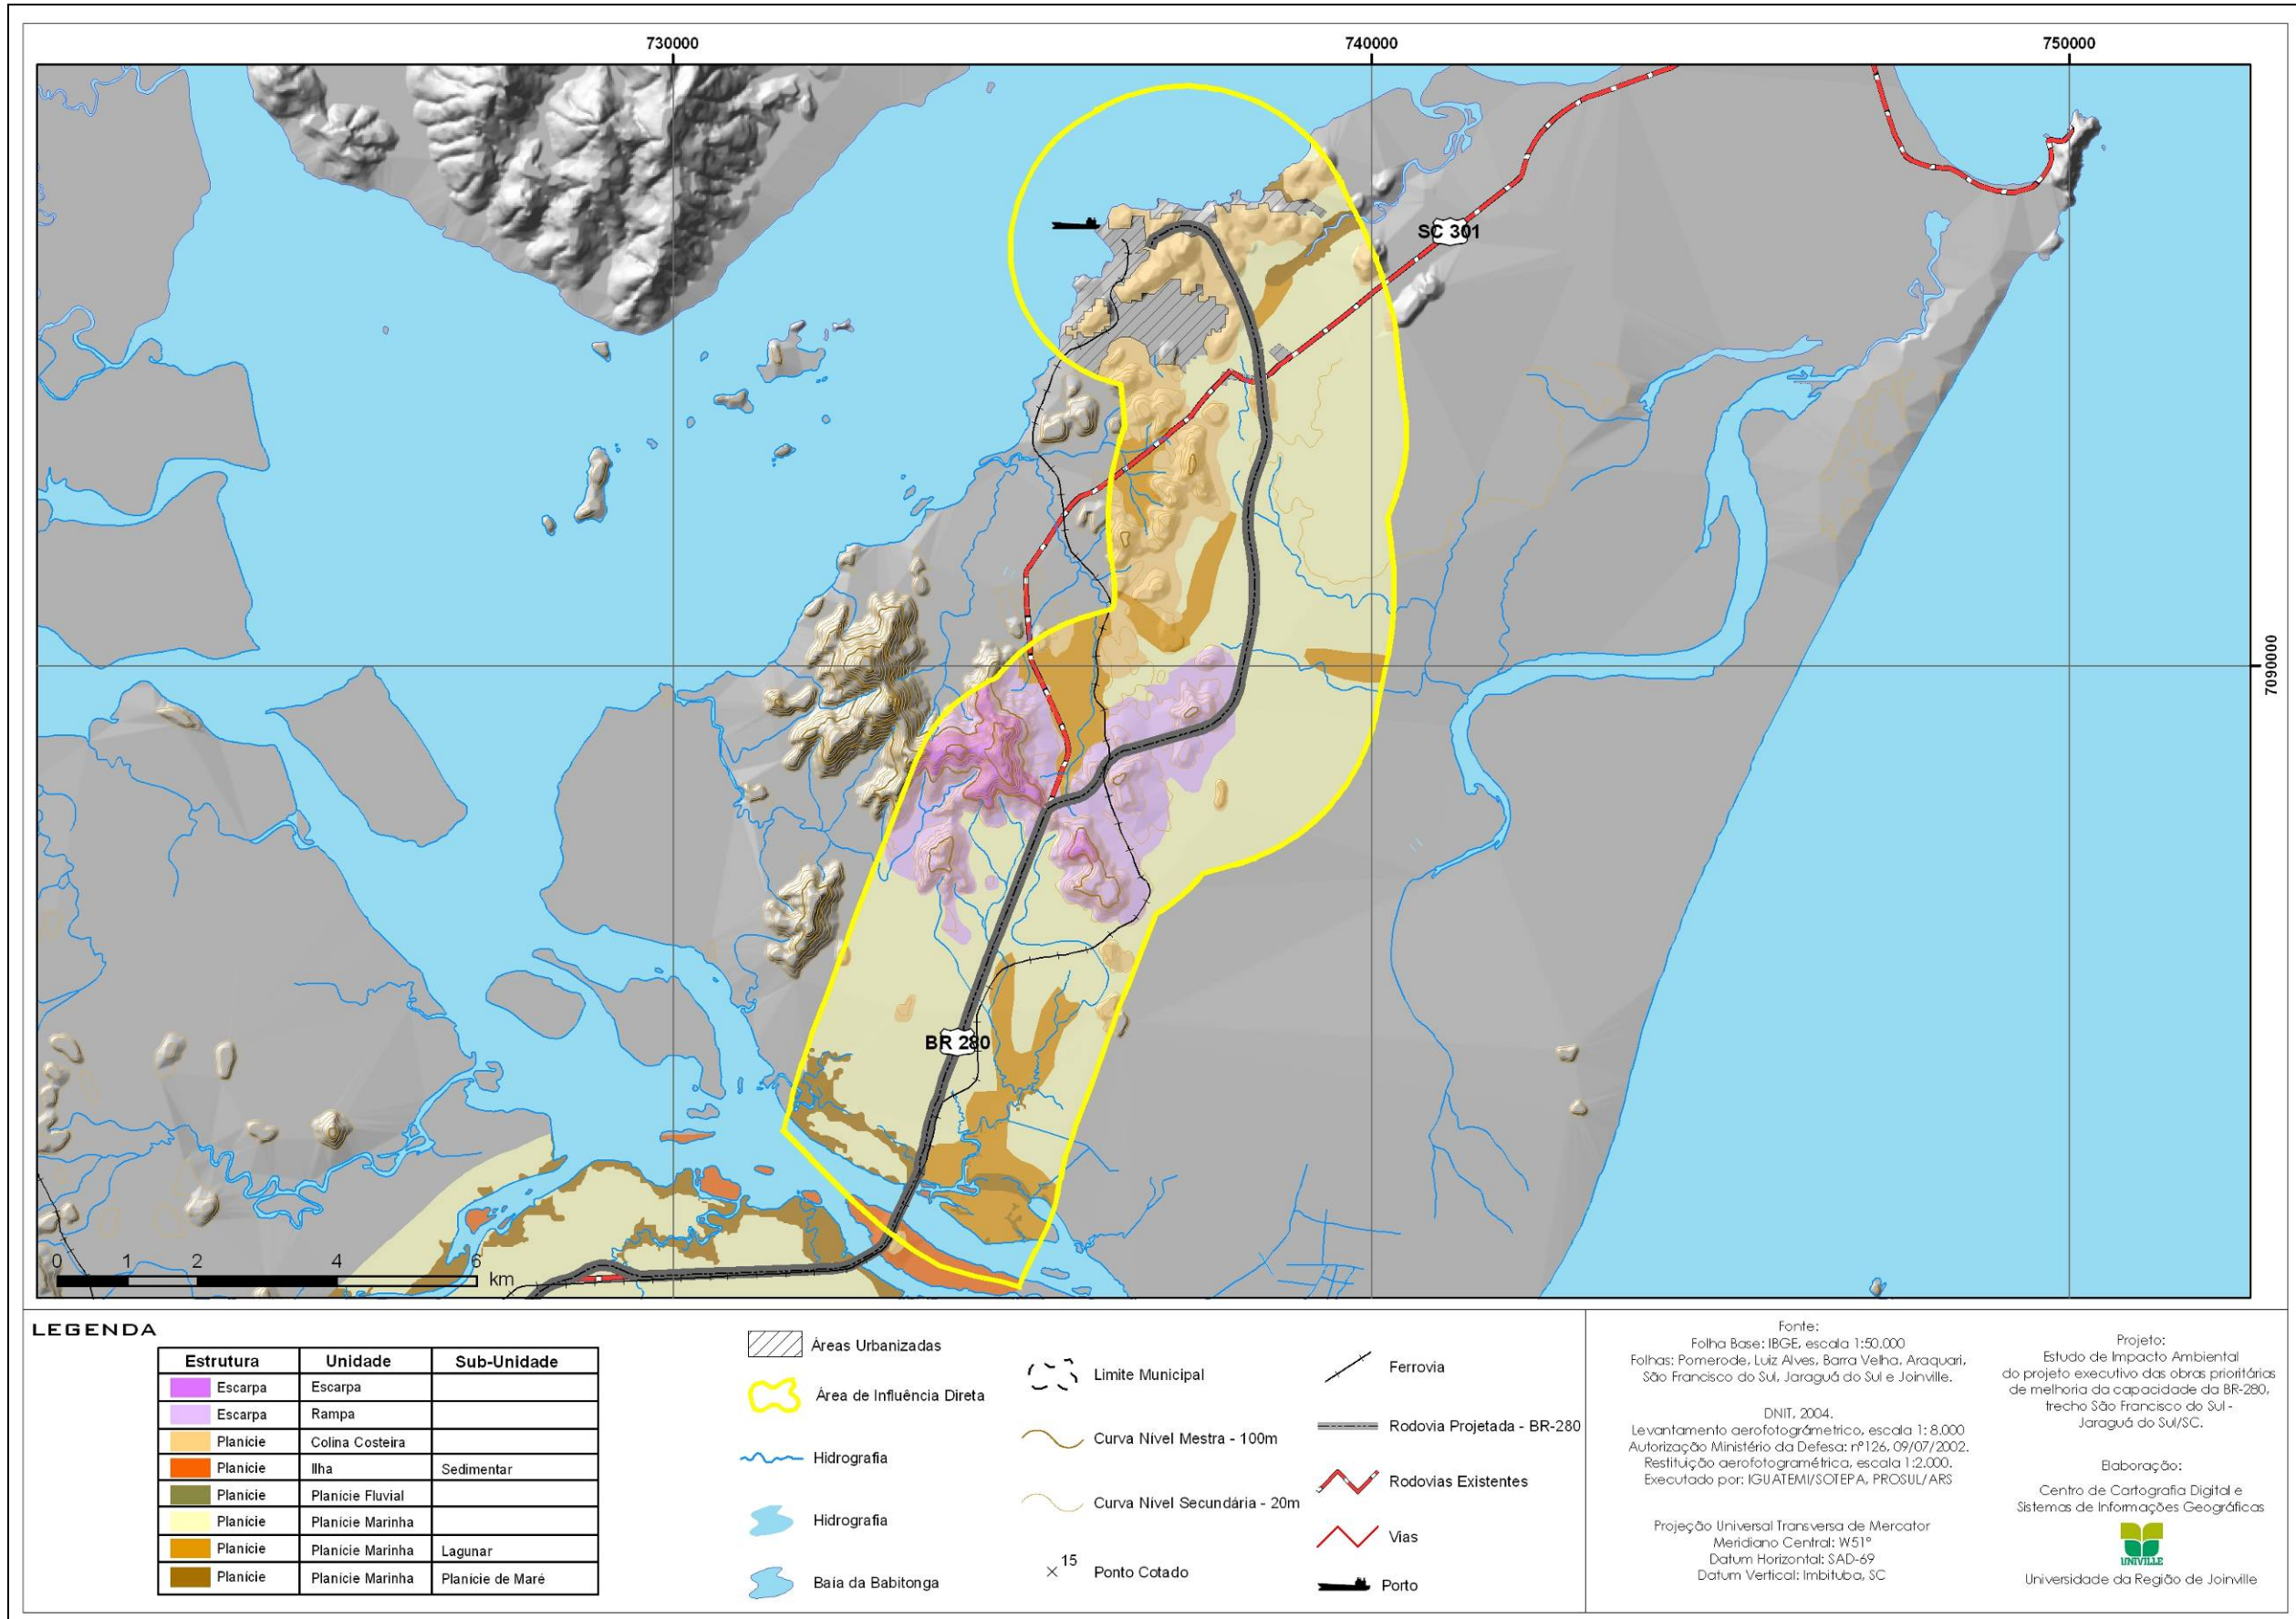 730000
740000
750000
7090000
SC 301
BR 280
0 1 2 4 6
km
LEGENDA
Estrutura Unidade Sub-Unidade
Escarpa Escarpa
Escarpa Rampa
Planície Colina Costeira
Planície Ilha Sedimentar
Planície Planície Fluvial
Planície Planície Marinha
Planície Planície Marinha Lagunar
Planície Planície Marinha Planície de Maré
Áreas Urbanizadas
Área de Influência Direta
Hidrografia
Hidrografia
Baía da Babitonga
Limite Municipal
Curva Nível Mestra - 100m
Curva Nível Secundária - 20m
15
Ponto Cotado
Ferrovia
Rodovia Projetada - BR-280
Rodovias Existentes
Vias
Porto
Fonte:
Folha Base: IBGE, escala 1:50.000
Folhas: Pomerode, Luiz Alves, Barra Velha, Araquari,
São Francisco do Sul, Jaraguá do Sul e Joinville.
DNIT, 2004.
Levantamento aerofotográmetrico, escala 1: 8.000
Autorização Ministério da Defesa: nº126, 09/07/2002.
Restituição aerofotogramétrica, escala 1:2.000.
Executado por: IGUATEMI/SOTEPA, PROSUL/ARS
Projeção Universal Transversa de Mercator
Meridiano Central: W51°
Datum Horizontal: SAD-69
Datum Vertical: Imbituba, SC
Projeto:
Estudo de Impacto Ambiental
do projeto executivo das obras prioritárias
de melhoria da capacidade da BR-280,
trecho São Francisco do Sul -
Jaraguá do Sul/SC.
Elaboração:
Centro de Cartografia Digital e
Sistemas de Informações Geográficas
UNIVILLE
Universidade da Região de Joinville